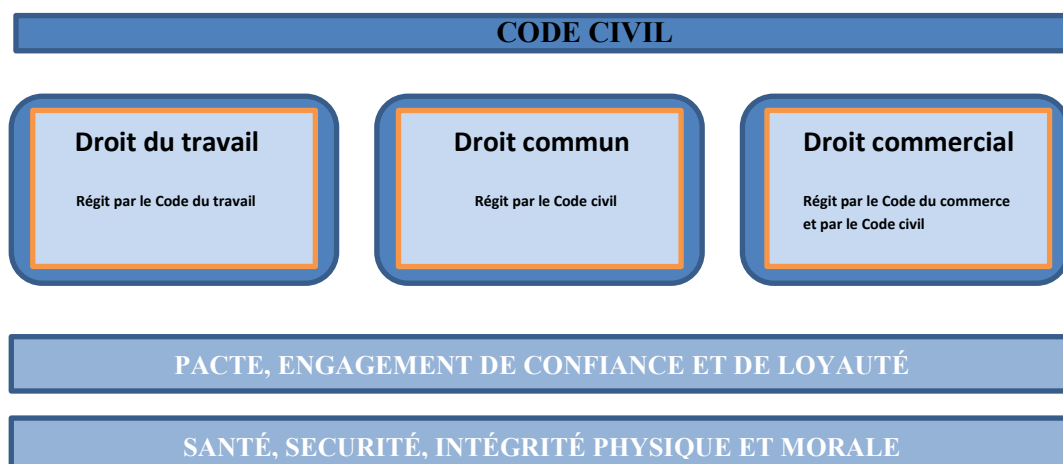 CODE CIVIL
Droit du travail
Régit par le Code du travail
Droit commun
Régit par le Code civil
Droit commercial
Régit par le Code du commerce
et par le Code civil
PACTE, ENGAGEMENT DE CONFIANCE ET DE LOYAUTÉ
SANTÉ, SECURITÉ, INTÉGRITÉ PHYSIQUE ET MORALE